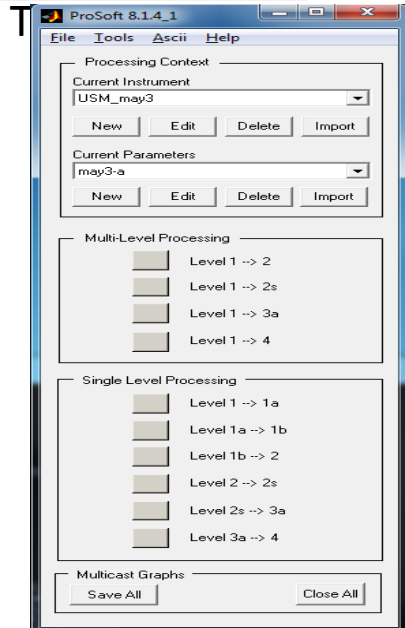 T
ProSoft 8.1.4_1
File Tools Ascii Help
Processing Context
Current Instrument
USM_may3
New Edit Delete Import
Current Parameters
may3-a
New Edit Delete Import
Multi-Level Processing
Level 1 --> 2
Level 1 --> 2s
Level 1 --> 3a
Level 1 --> 4
Single Level Processing
Level 1 --> 1a
Level 1a --> 1b
Level 1b --> 2
Level 2 --> 2s
Level 2s --> 3a
Level 3a --> 4
Multicast Graphs
Save All Close All